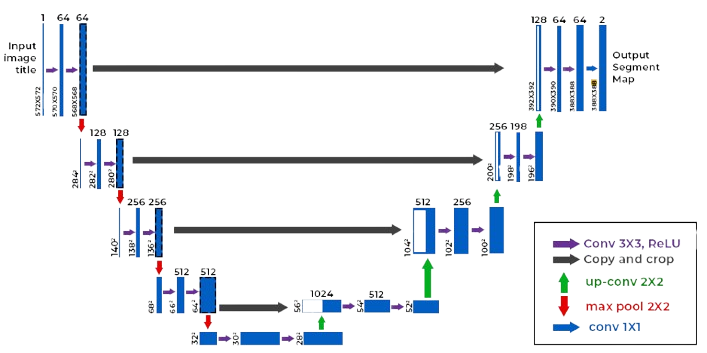 1 64 64
128 64 64 2
Input
image
title
Output
Segment
Map
572X572
570X570
568X568
392X392
390X390
388X388
388X388
128 128
256 198
284²
282²
280²
200²
198²
196²
256 256
512 256
140²
138²
136²
104²
102²
100²
512 512
1024 512
68²
66²
64²
56²
54²
52²
32²
30²
28²
Conv 3X3, ReLU
Copy and crop
up-conv 2X2
max pool 2X2
conv 1X1